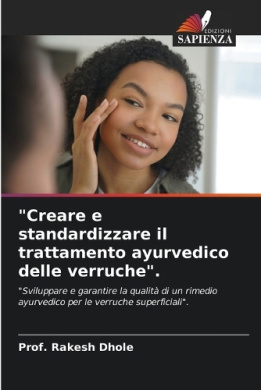 EDIZIONI
SAPIENZA
"Creare e
standardizzare il
trattamento ayurvedico
delle verruche".
"Sviluppare e garantire la qualità di un rimedio
ayurvedico per le verruche superficiali".
Prof. Rakesh Dhole